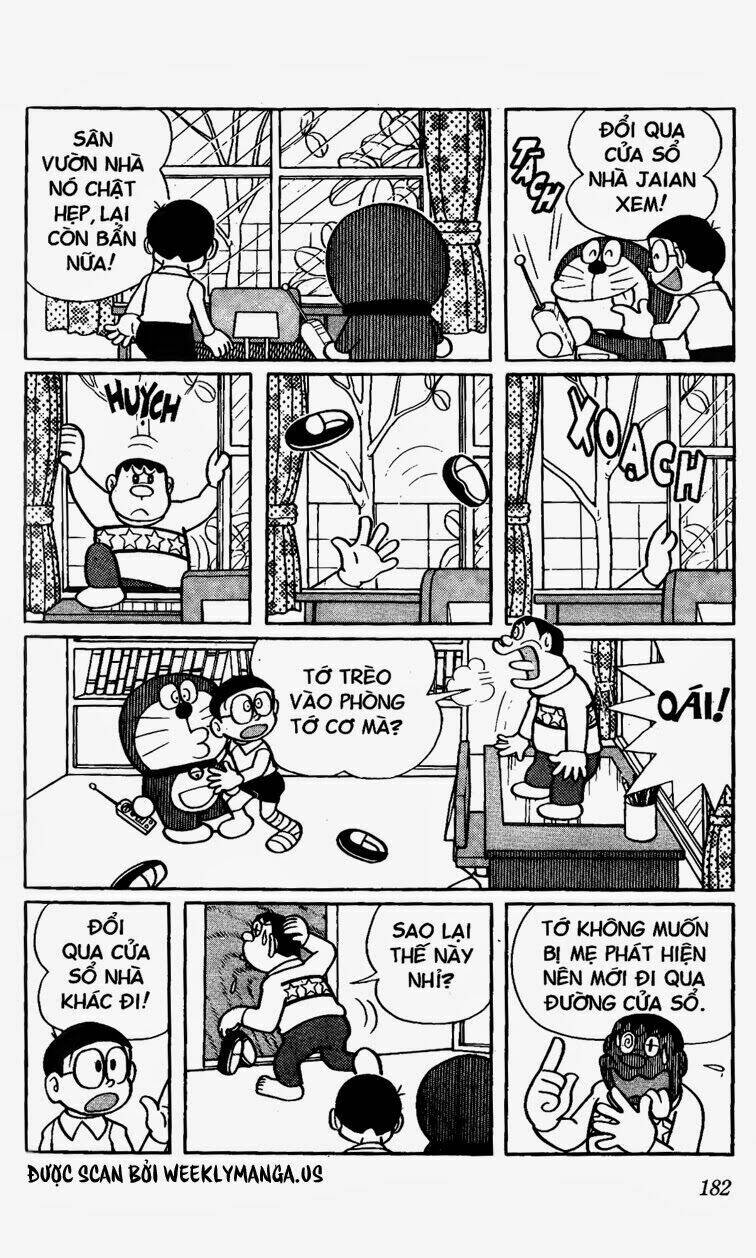 SÂN
VƯỜN NHÀ
NÓ CHẬT
HẸP, LẠI
CÒN BẨN
NỮA!
TÁCH
ĐỔI QUA
CỬA SỔ
NHÀ JAIAN
XEM!
HUỴCH
XOẠCH
TỚ TRÈO
VÀO PHÒNG
TỚ CƠ MÀ?
OÁI!
ĐỔI
QUA CỬA
SỔ NHÀ
KHÁC ĐI!
SAO LẠI
THẾ NÀY
NHỈ?
TỚ KHÔNG MUỐN
BỊ MẸ PHÁT HIỆN
NÊN MỚI ĐI QUA
ĐƯỜNG CỬA SỔ.
ĐƯỢC SCAN BỞI WEEKLYMANGA.US
182